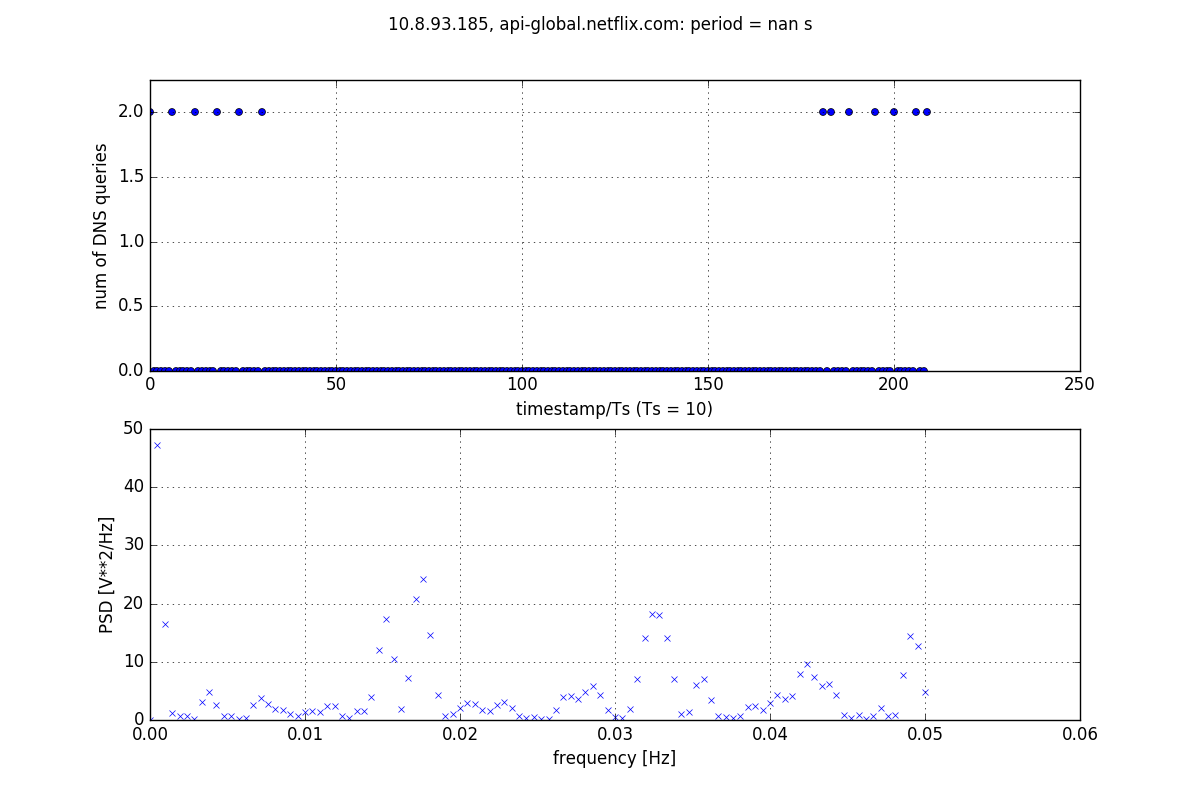 10.8.93.185, api-global.netflix.com: period = nan s
num of DNS queries
2.0
1.5
1.0
0.5
0.0
0 50 100 150 200 250
timestamp/Ts (Ts = 10)
PSD [V**2/Hz]
50
40
30
20
10
0
0.00 0.01 0.02 0.03 0.04 0.05 0.06
frequency [Hz]